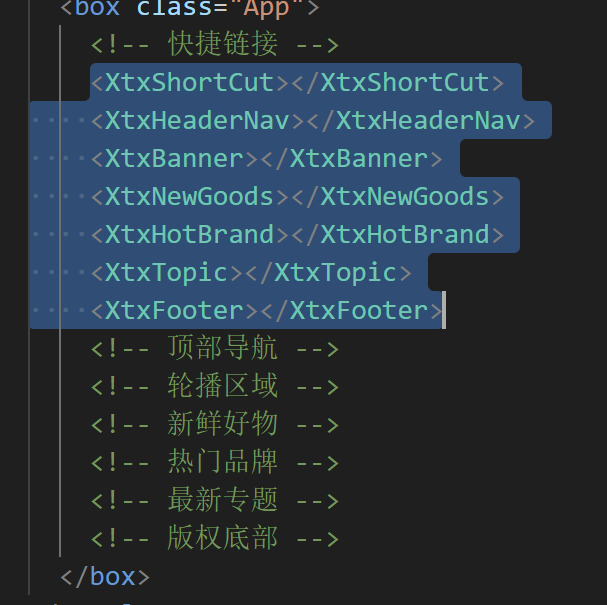 <box class="App">
<!-- 快捷链接 -->
<XtxShortCut></XtxShortCut>
<XtxHeaderNav></XtxHeaderNav>
<XtxBanner></XtxBanner>
<XtxNewGoods></XtxNewGoods>
<XtxHotBrand></XtxHotBrand>
<XtxTopic></XtxTopic>
<XtxFooter></XtxFooter>
<!-- 顶部导航 -->
<!-- 轮播区域 -->
<!-- 新鲜好物 -->
<!-- 热门品牌 -->
<!-- 最新专题 -->
<!-- 版权底部 -->
</box>